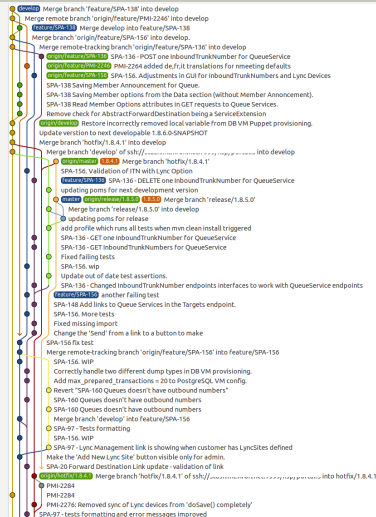 develop Merge branch 'feature/SPA-138' into develop
Merge remote branch 'origin/feature/PMI-2246' into develop
feature/SPA-138 Merge develop into feature/SPA-138
Merge branch 'origin/feature/SPA-156' into develop.
Merge remote-tracking branch 'origin/feature/SPA-136' into develop
origin/feature/SPA-136 SPA-136 - POST one InboundTrunkNumber for QueueService
origin/feature/SPA-2264 PMI-2264 added de,fr,it translations for nmeeting defaults
origin/feature/SPA-156 SPA-156. Adjustments in GUI for InboundTrunkNumbers and Lync Devices
SPA-138 Saving Member Announcement for Queue.
SPA-138 Saving Member options from the Data section (without Member Announcement).
SPA-138 Read Member Options attributes in GET requests to Queue Services.
Remove check for AbstractForwardDestination being a ServiceExtension
origin/develop Restore incorrectly removed local variable from DB VM Puppet provisioning.
Update verstion to next developable 1.8.6.0-SNAPSHOT
Merge branch 'hotfix/1.8.4.1' into develop
Merge branch 'develop' of ssh:/ into develop
origin/master 1.8.4.1 Merge branch 'hotfix/1.8.4.1'
SPA-156. Validation of ITN with Lync Option
feature/SPA-136 SPA-136 - DELETE one InboundTrunkNumber for QueueService
updating poms for next development version
master origin/release/1.8.5.0 1.8.5.0 Merge branch 'release/1.8.5.0'
Merge branch 'release/1.8.5.0' into develop
updating poms for release
add profile which runs all tests when mvn clean install triggered
SPA-136 - GET one InboundTrunkNumber for QueueService
SPA-136 - GET InboundTrunkNumbers for QueueService
Fixed failing tests
SPA-156. wip
Update out of date test assertions.
SPA-136 - Changed InboundTrunkNumber endpoints interfaces to work with QueueService endpoints
feature/SPA-156 another failing test
SPA-148 Add links to Queue Services in the Targets endpoint.
SPA-156. More tests
Fixed missing import
Change the 'Send' from a link to a button to make
SPA-156 fix test
Merge remote-tracking branch 'origin/feature/SPA-156' into feature/SPA-156
SPA-156. WIP
Correctly handle two different dump types in DB VM provisioning.
Add max_prepared_transactions = 20 to PostgreSQL VM config.
Revert "SPA-160 Queues doesn't have outbound numbers"
SPA-160 Queues doesn't have outbound numbers
SPA-160 Queues doesn't have outbound numbers
Merge branch 'develop' into feature/SPA-156
SPA-97 - Tests formatting
SPA-156. WIP
SPA-97 - Lync Management link is showing when customer has LyncSites defined
Make the 'Add New Lync Site' button visible only for admin.
SPA-20 Forward Destination Link update - validation of link
origin/hotfix/1.8.4.1 Merge branch 'hotfix/1.8.4.1' of ssh:/ into hotfix/1.8.4.1
PMI-2284
PMI-2284
PMI-2276: Removed sync of Lync devices from 'doSave() completely'
SPA-97 - tests formatting and error messages improved